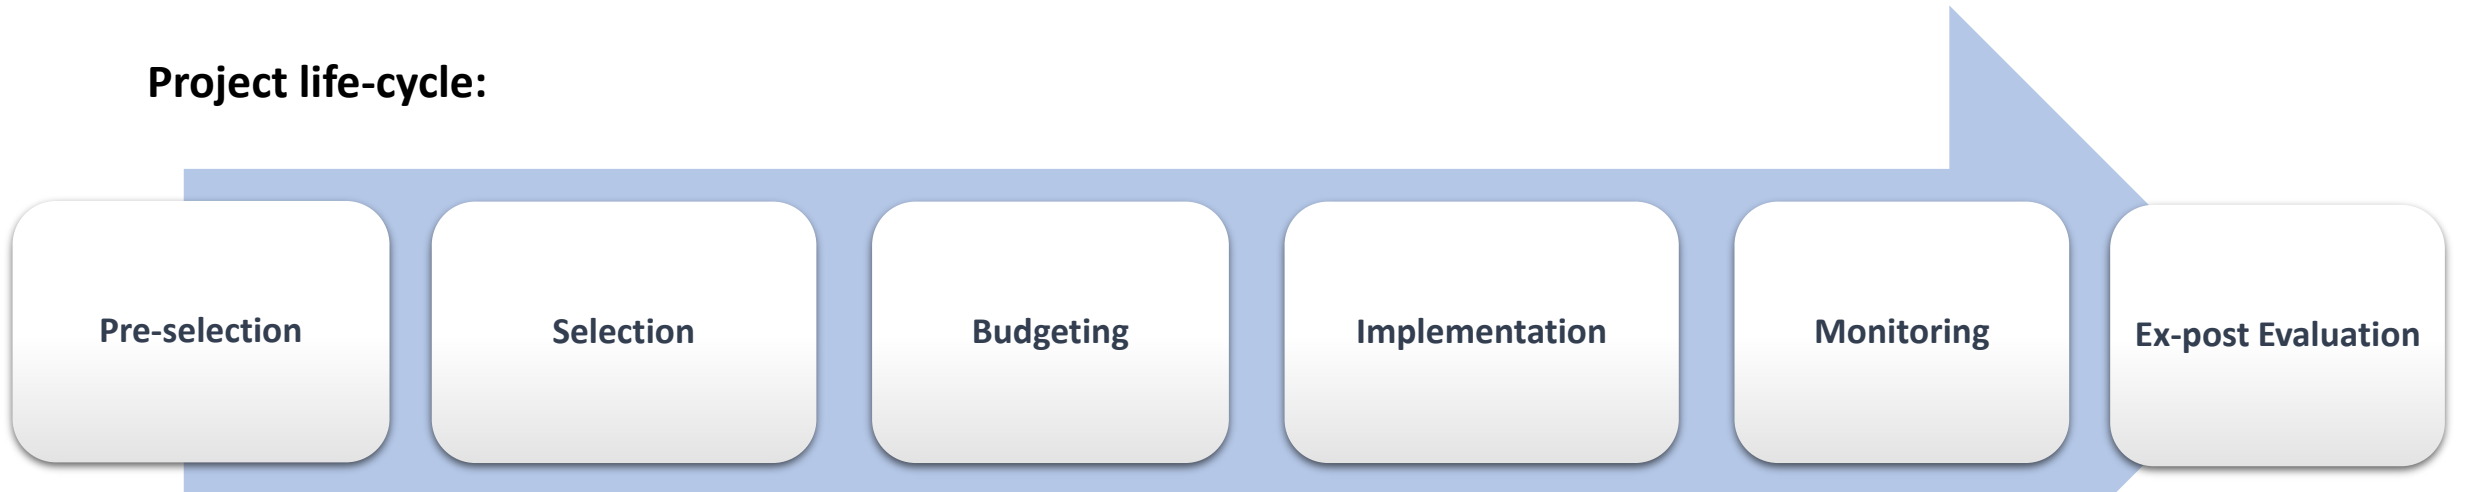 Project life-cycle:
Pre-selection
Selection
Budgeting
Implementation
Monitoring
Ex-post Evaluation